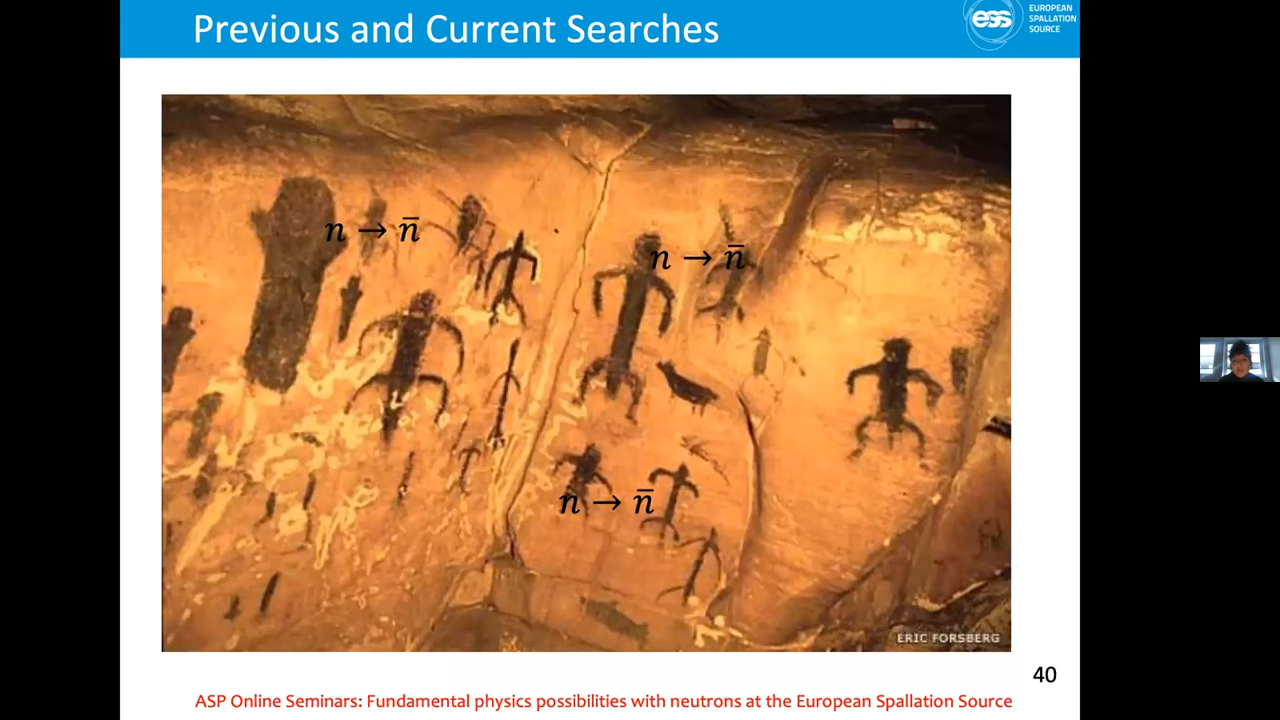 Previous and Current Searches
ess
EUROPEAN
SPALLATION
SOURCE
n → n̅
n → n̅
n → n̅
ERIC FORSBERG
40
ASP Online Seminars: Fundamental physics possibilities with neutrons at the European Spallation Source